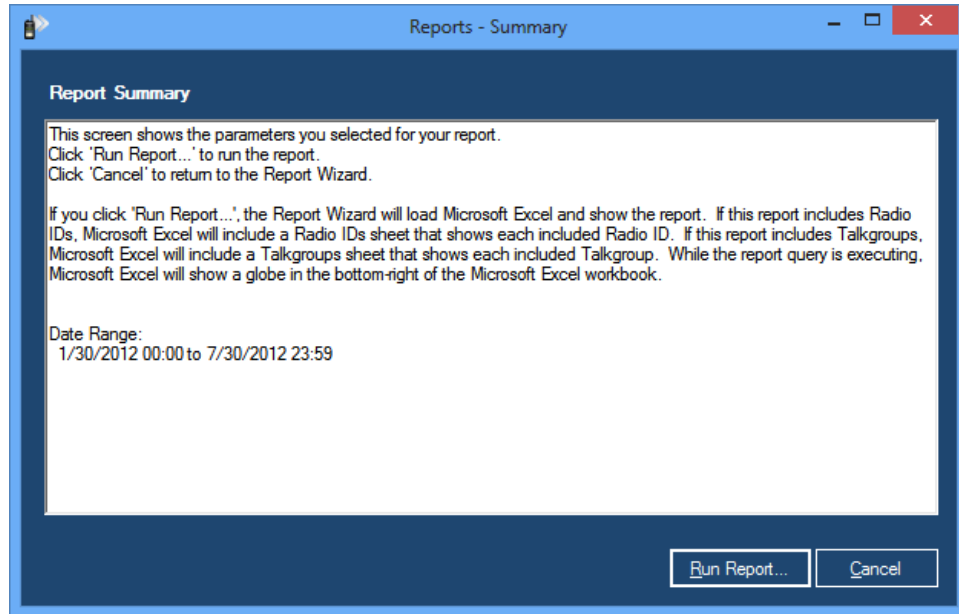 Reports - Summary
Report Summary
This screen shows the parameters you selected for your report.
Click 'Run Report...' to run the report.
Click 'Cancel' to return to the Report Wizard.
If you click 'Run Report...', the Report Wizard will load Microsoft Excel and show the report.  If this report includes Radio
IDs, Microsoft Excel will include a Radio IDs sheet that shows each included Radio ID.  If this report includes Talkgroups,
Microsoft Excel will include a Talkgroups sheet that shows each included Talkgroup.  While the report query is executing,
Microsoft Excel will show a globe in the bottom-right of the Microsoft Excel workbook.
Date Range:
1/30/2012 00:00 to 7/30/2012 23:59
Run Report...
Cancel